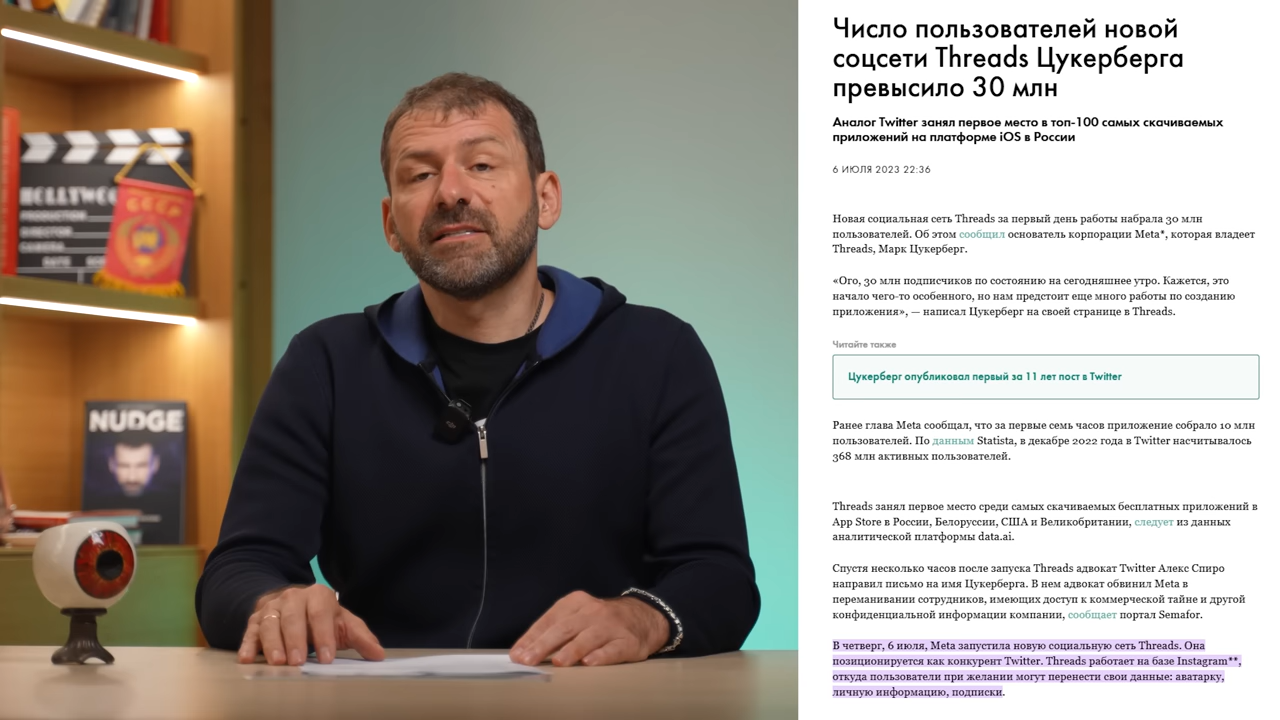 HOLLYWOO
PRODUCTION
DIRECTOR
CAMERA
DATE
СССР
NUDGE
Число пользователей новой
соцсети Threads Цукерберга
превысило 30 млн
Аналог Twitter занял первое место в топ-100 самых скачиваемых
приложений на платформе iOS в России
6 ИЮЛЯ 2023 22:36
Новая социальная сеть Threads за первый день работы набрала 30 млн
пользователей. Об этом сообщил основатель корпорации Meta*, которая владеет
Threads, Марк Цукерберг.
«Ого, 30 млн подписчиков по состоянию на сегодняшнее утро. Кажется, это
начало чего-то особенного, но нам предстоит еще много работы по созданию
приложения», — написал Цукерберг на своей странице в Threads.
Читайте также
Цукерберг опубликовал первый за 11 лет пост в Twitter
Ранее глава Meta сообщал, что за первые семь часов приложение собрало 10 млн
пользователей. По данным Statista, в декабре 2022 года в Twitter насчитывалось
368 млн активных пользователей.
Threads занял первое место среди самых скачиваемых бесплатных приложений в
App Store в России, Белоруссии, США и Великобритании, следует из данных
аналитической платформы data.ai.
Спустя несколько часов после запуска Threads адвокат Twitter Алекс Спиро
направил письмо на имя Цукерберга. В нем адвокат обвинил Meta в
переманивании сотрудников, имеющих доступ к коммерческой тайне и другой
конфиденциальной информации компании, сообщает портал Semafor.
В четверг, 6 июля, Meta запустила новую социальную сеть Threads. Она
позиционируется как конкурент Twitter. Threads работает на базе Instagram**,
откуда пользователи при желании могут перенести свои данные: аватарку,
личную информацию, подписки.